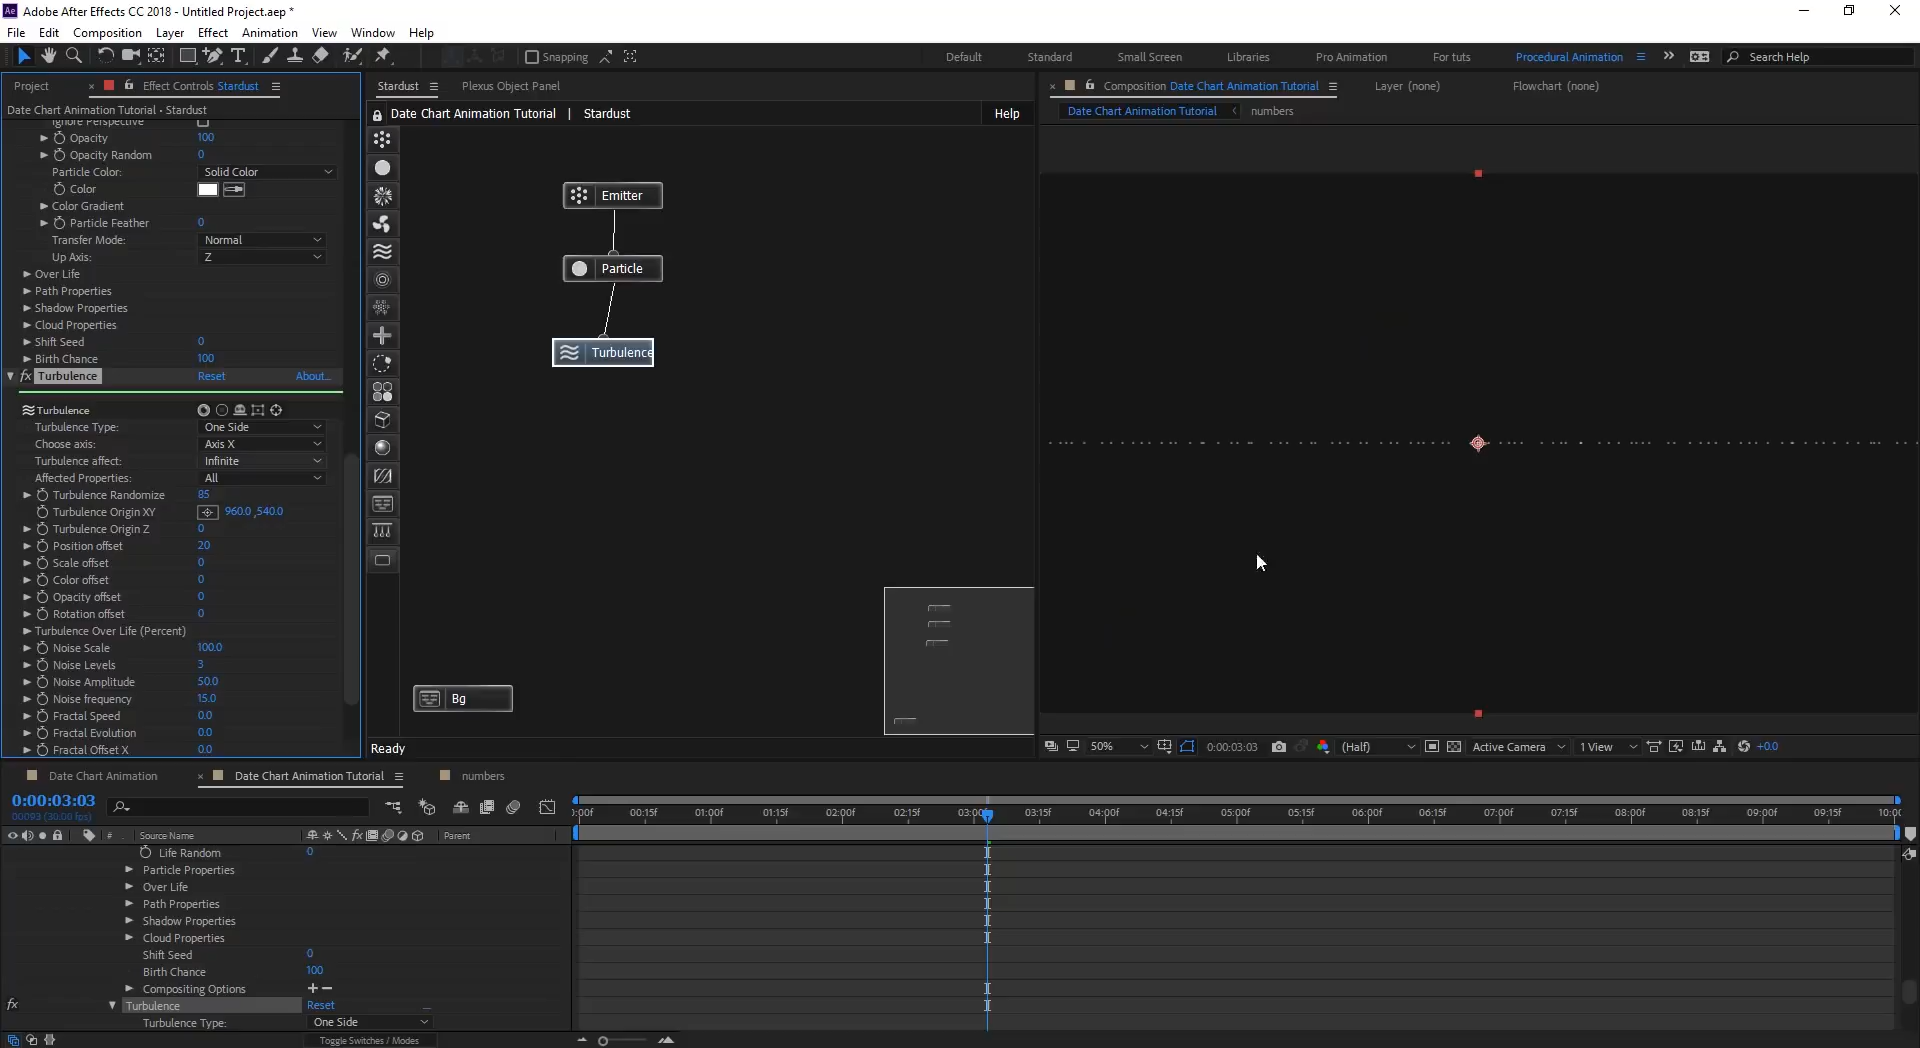 Adobe After Effects CC 2018 - Untitled Project.aep *
File Edit Composition Layer Effect Animation View Window Help
Snapping
Default Standard Small Screen Libraries Pro Animation For tuts Procedural Animation Search Help
Project Effect Controls Stardust
Date Chart Animation Tutorial • Stardust
Ignore Perspective
Opacity 100
Opacity Random 0
Particle Color: Solid Color
Color
Color Gradient
Particle Feather 0
Transfer Mode: Normal
Up Axis: Z
Over Life
Path Properties
Shadow Properties
Cloud Properties
Shift Seed 0
Birth Chance 100
fx Turbulence Reset About...
Turbulence
Turbulence Type: One Side
Choose axis: Axis X
Turbulence affect: Infinite
Affected Properties: All
Turbulence Randomize 85
Turbulence Origin XY 960.0 ,540.0
Turbulence Origin Z 0
Position offset 20
Scale offset 0
Color offset 0
Opacity offset 0
Rotation offset 0
Turbulence Over Life (Percent)
Noise Scale 100.0
Noise Levels 3
Noise Amplitude 50.0
Noise frequency 15.0
Fractal Speed 0.0
Fractal Evolution 0.0
Fractal Offset X 0.0
Stardust Plexus Object Panel
Date Chart Animation Tutorial | Stardust Help
Emitter
Particle
Turbulence
Bg
Ready
Composition Date Chart Animation Tutorial Layer (none) Flowchart (none)
Date Chart Animation Tutorial numbers
50% 0:00:03:03 (Half) Active Camera 1 View +0.0
Date Chart Animation Date Chart Animation Tutorial numbers
0:00:03:03
00093 (30.00 fps)
:00f 00:15f 01:00f 01:15f 02:00f 02:15f 03:00 03:15f 04:00f 04:15f 05:00f 05:15f 06:00f 06:15f 07:00f 07:15f 08:00f 08:15f 09:00f 09:15f 10:00
# Source Name Parent
Life Random 0
Particle Properties
Over Life
Path Properties
Shadow Properties
Cloud Properties
Shift Seed 0
Birth Chance 100
Compositing Options + −
fx Turbulence Reset ...
Turbulence Type: One Side
Toggle Switches / Modes